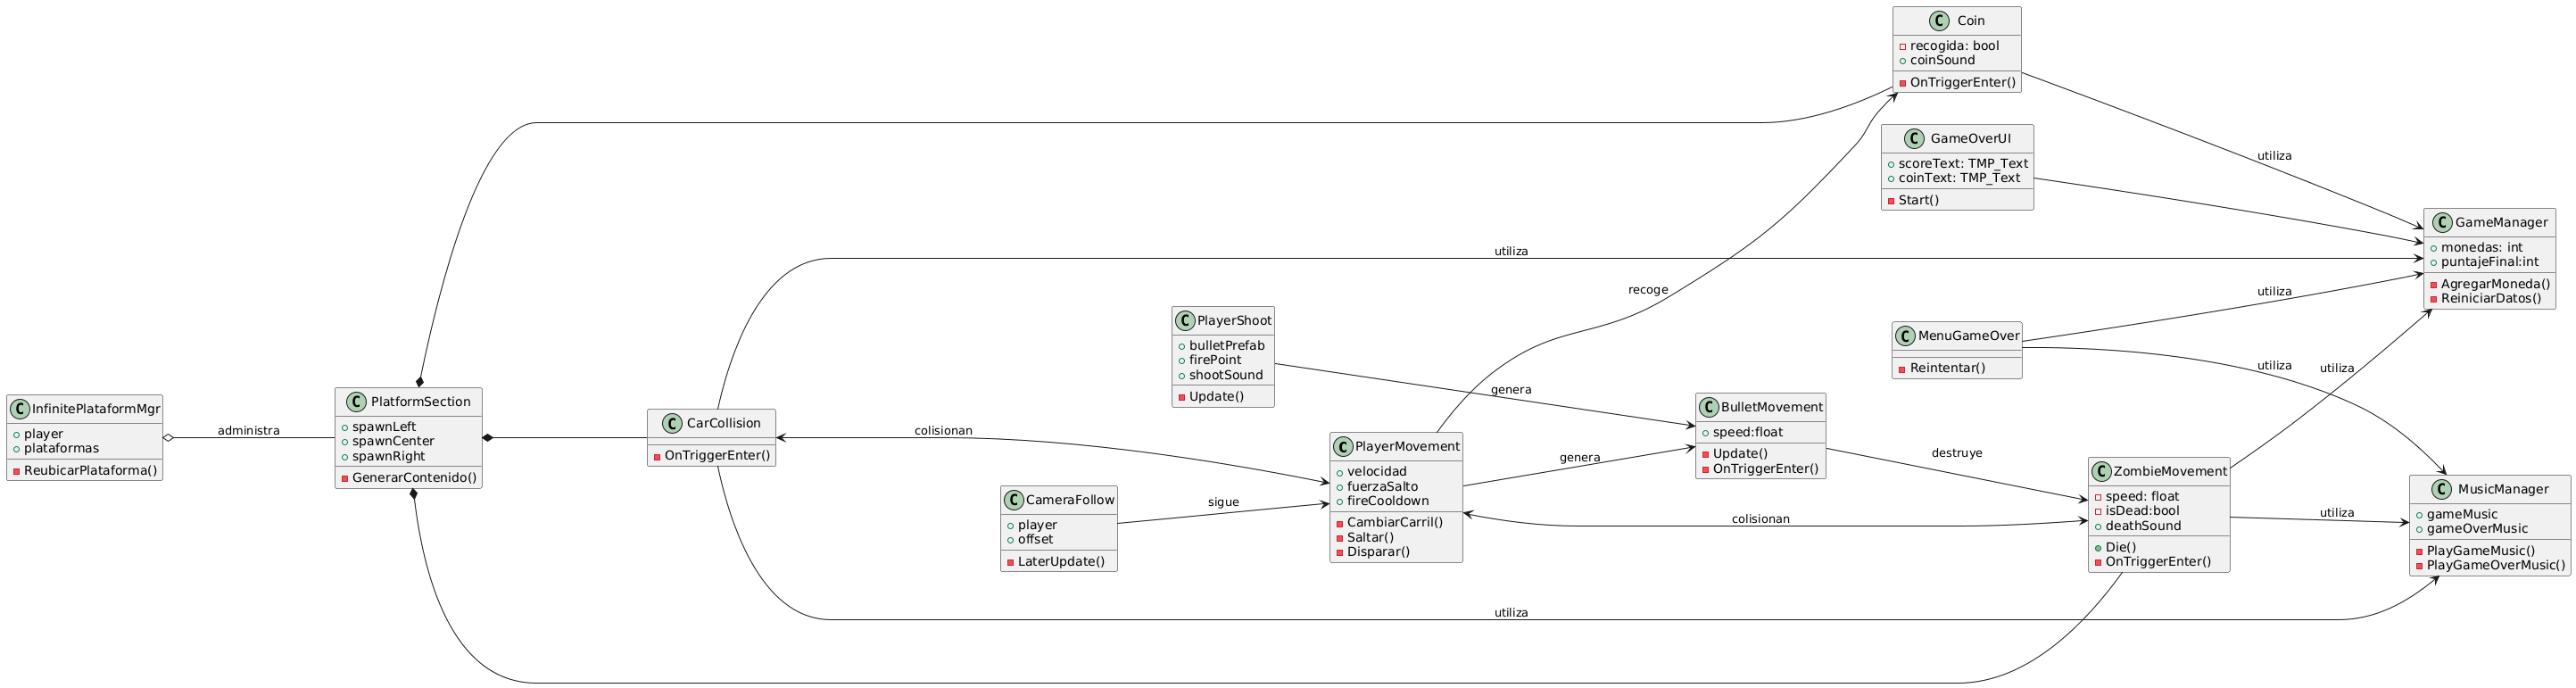 C Coin
recogida: bool
coinSound
OnTriggerEnter()
C GameOverUI
scoreText: TMP_Text
coinText: TMP_Text
Start()
utiliza
C GameManager
monedas: int
puntajeFinal:int
AgregarMoneda()
ReiniciarDatos()
utiliza
recoge
utiliza
C PlayerShoot
bulletPrefab
firePoint
shootSound
Update()
C MenuGameOver
Reintentar()
utiliza
utiliza
genera
C InfinitePlataformMgr
player
plataformas
ReubicarPlataforma()
administra
C PlatformSection
spawnLeft
spawnCenter
spawnRight
GenerarContenido()
C CarCollision
OnTriggerEnter()
colisionan
C BulletMovement
speed:float
Update()
OnTriggerEnter()
C PlayerMovement
velocidad
fuerzaSalto
fireCooldown
CambiarCarril()
Saltar()
Disparar()
genera
destruye
C CameraFollow
player
offset
LaterUpdate()
sigue
colisionan
C ZombieMovement
speed: float
isDead:bool
deathSound
Die()
OnTriggerEnter()
utiliza
C MusicManager
gameMusic
gameOverMusic
PlayGameMusic()
PlayGameOverMusic()
utiliza